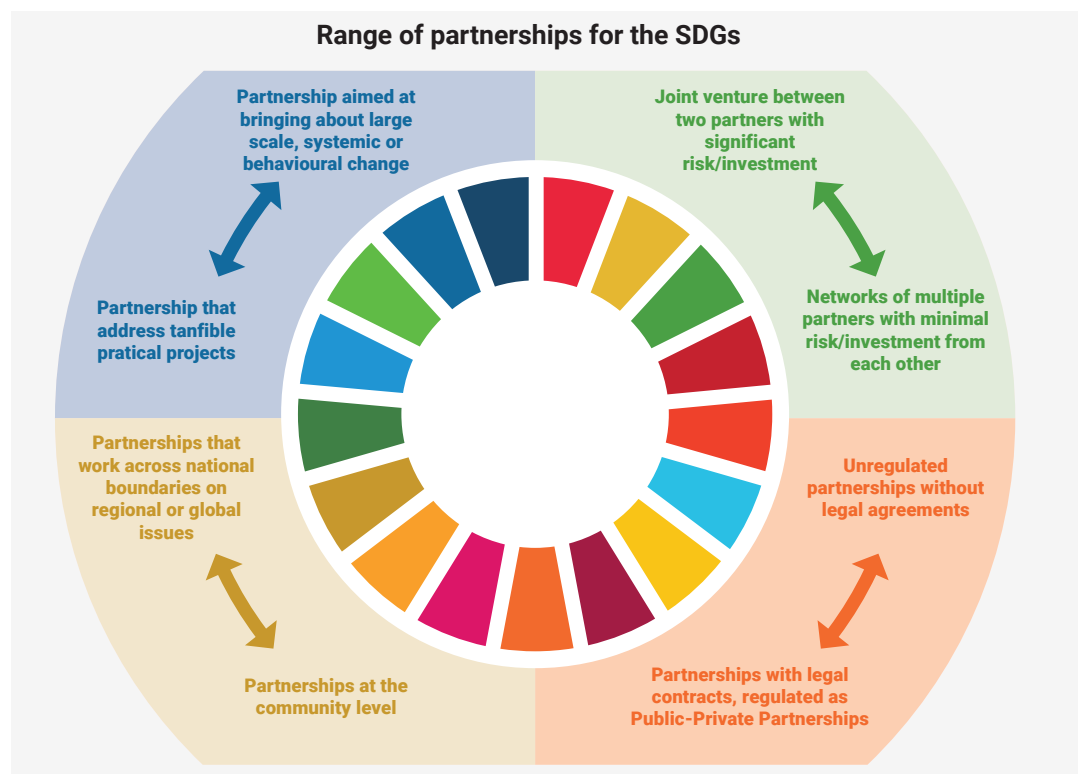 Range of partnerships for the SDGs
Partnership aimed at
bringing about large
scale, systemic or
behavioural change
Partnership that
address tanfible
pratical projects
Joint venture between
two partners with
significant
risk/investment
Networks of multiple
partners with minimal
risk/investment from
each other
Partnerships that
work across national
boundaries on
regional or global
issues
Partnerships at the
community level
Unregulated
partnerships without
legal agreements
Partnerships with legal
contracts, regulated as
Public-Private Partnerships